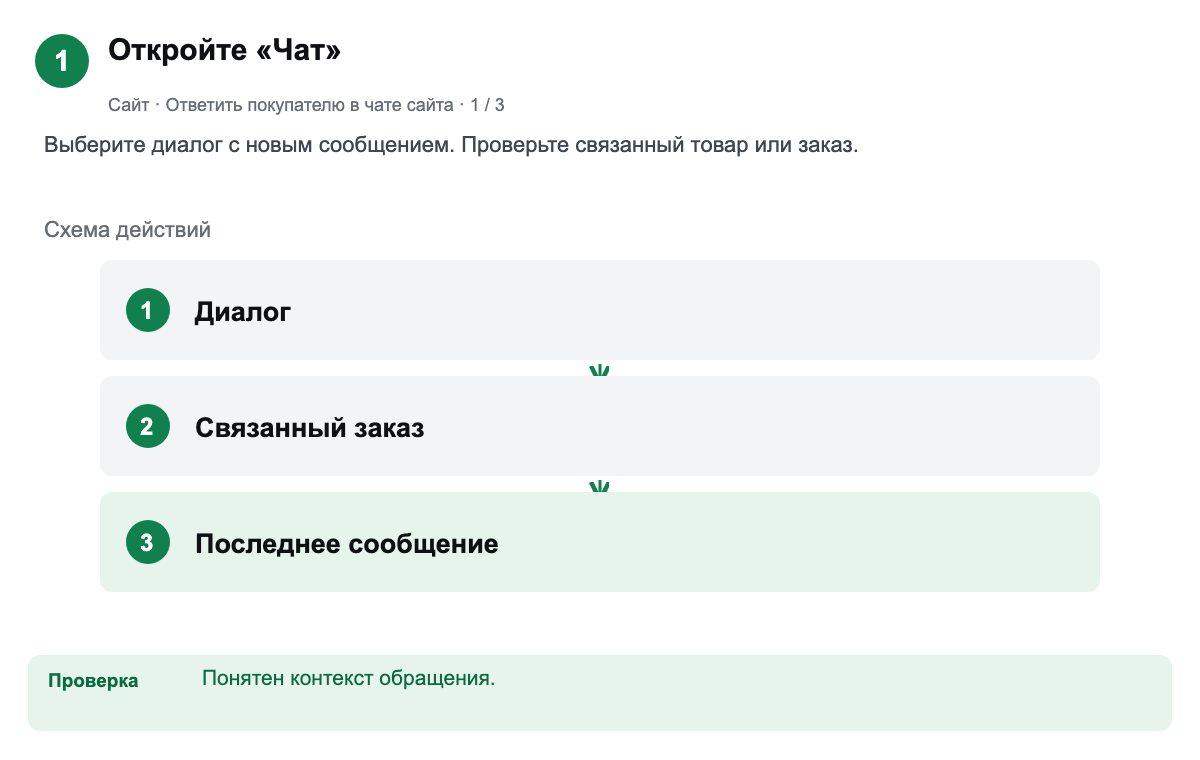 1
Откройте «Чат»
Сайт · Ответить покупателю в чате сайта · 1 / 3
Выберите диалог с новым сообщением. Проверьте связанный товар или заказ.
Схема действий
1 Диалог
2 Связанный заказ
3 Последнее сообщение
Проверка Понятен контекст обращения.